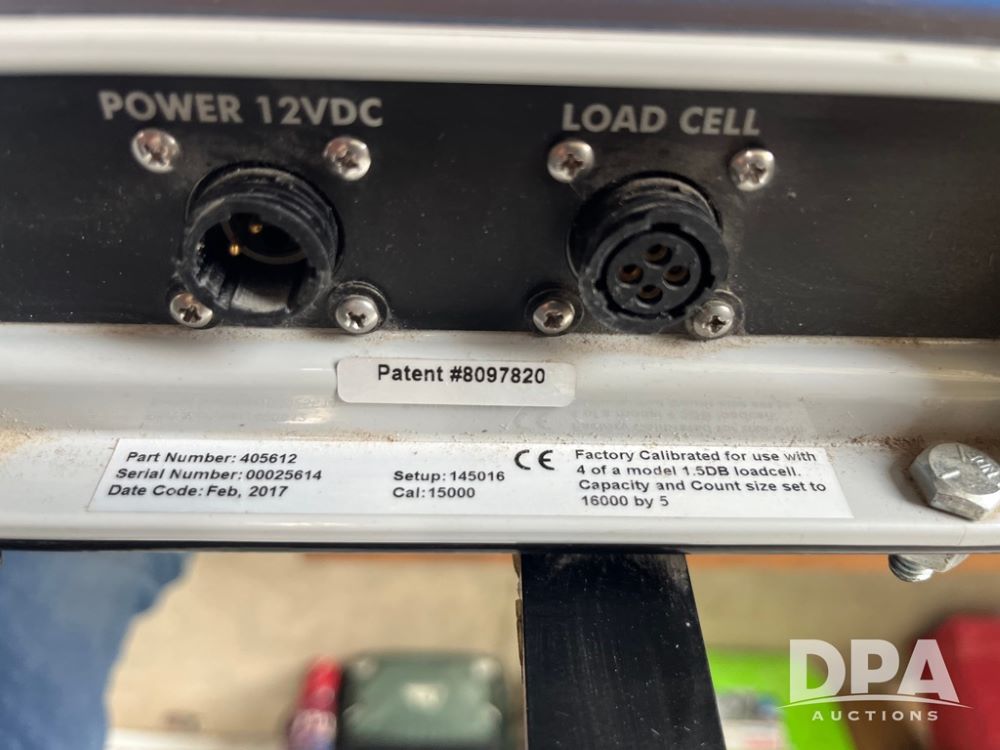 POWER 12VDC
LOAD CELL
Patent #8097820
Part Number: 405612
Serial Number: 00025614
Date Code: Feb, 2017
Setup: 145016
Cal: 15000
CE
Factory Calibrated for use with
4 of a model 1.5DB loadcell.
Capacity and Count size set to
16000 by 5
DPA
AUCTIONS